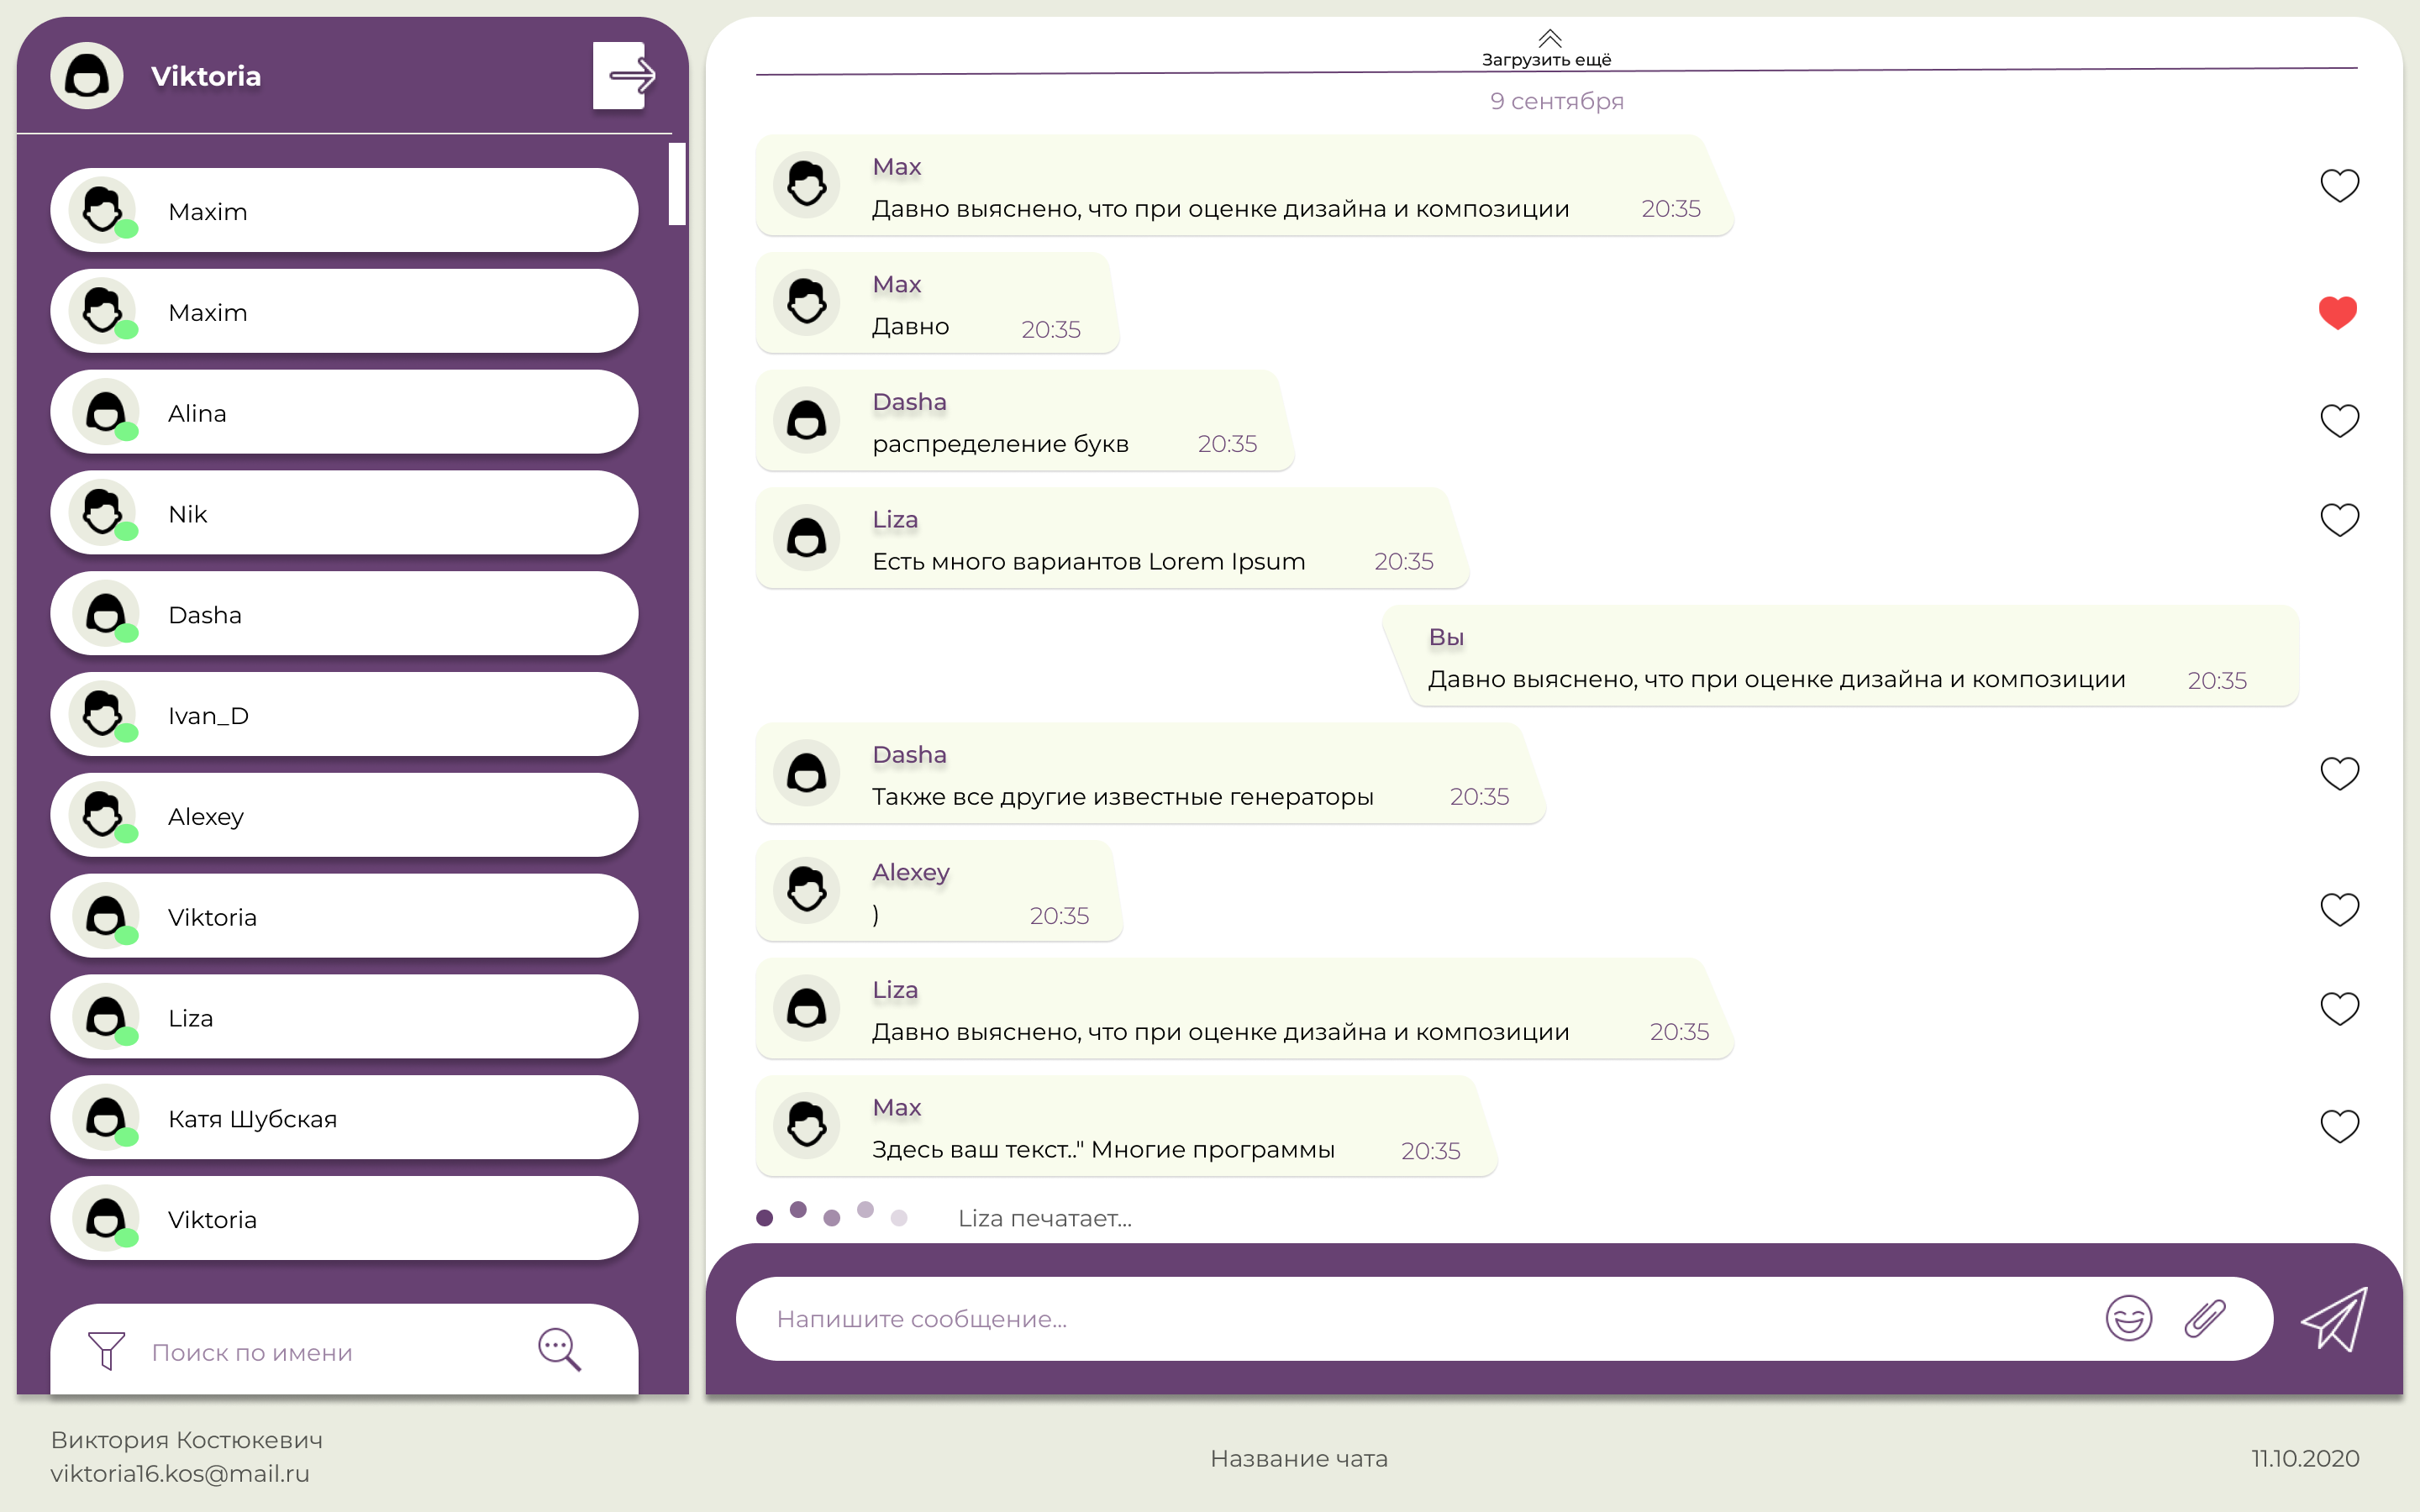 Viktoria
Maxim
Maxim
Alina
Nik
Dasha
Ivan_D
Alexey
Viktoria
Liza
Катя Шубская
Viktoria
Поиск по имени
Загрузить ещё
9 сентября
Max
Давно выяснено, что при оценке дизайна и композиции 20:35
Max
Давно 20:35
Dasha
распределение букв 20:35
Liza
Есть много вариантов Lorem Ipsum 20:35
Вы
Давно выяснено, что при оценке дизайна и композиции 20:35
Dasha
Также все другие известные генераторы 20:35
Alexey
) 20:35
Liza
Давно выяснено, что при оценке дизайна и композиции 20:35
Max
Здесь ваш текст.." Многие программы 20:35
Liza печатает...
Напишите сообщение...
Виктория Костюкевич
viktoria16.kos@mail.ru
Название чата
11.10.2020